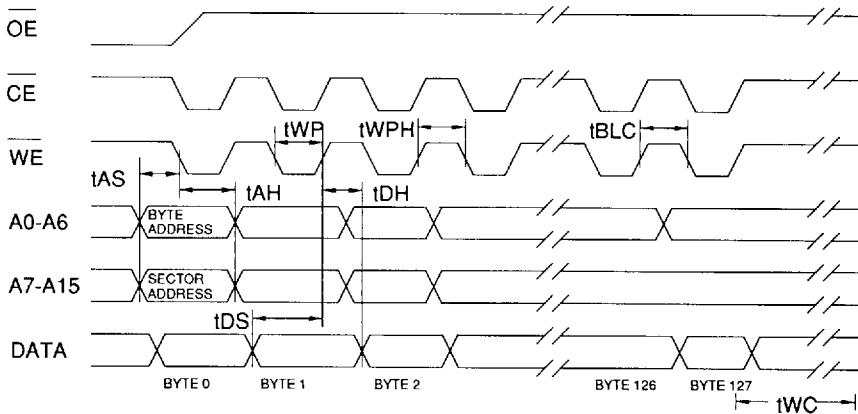 OE
CE
tWP tWPH tBLC
WE
tAS tAH tDH
A0-A6 BYTE ADDRESS
A7-A15 SECTOR ADDRESS
tDS
DATA
BYTE 0 BYTE 1 BYTE 2 BYTE 126 BYTE 127
tWC